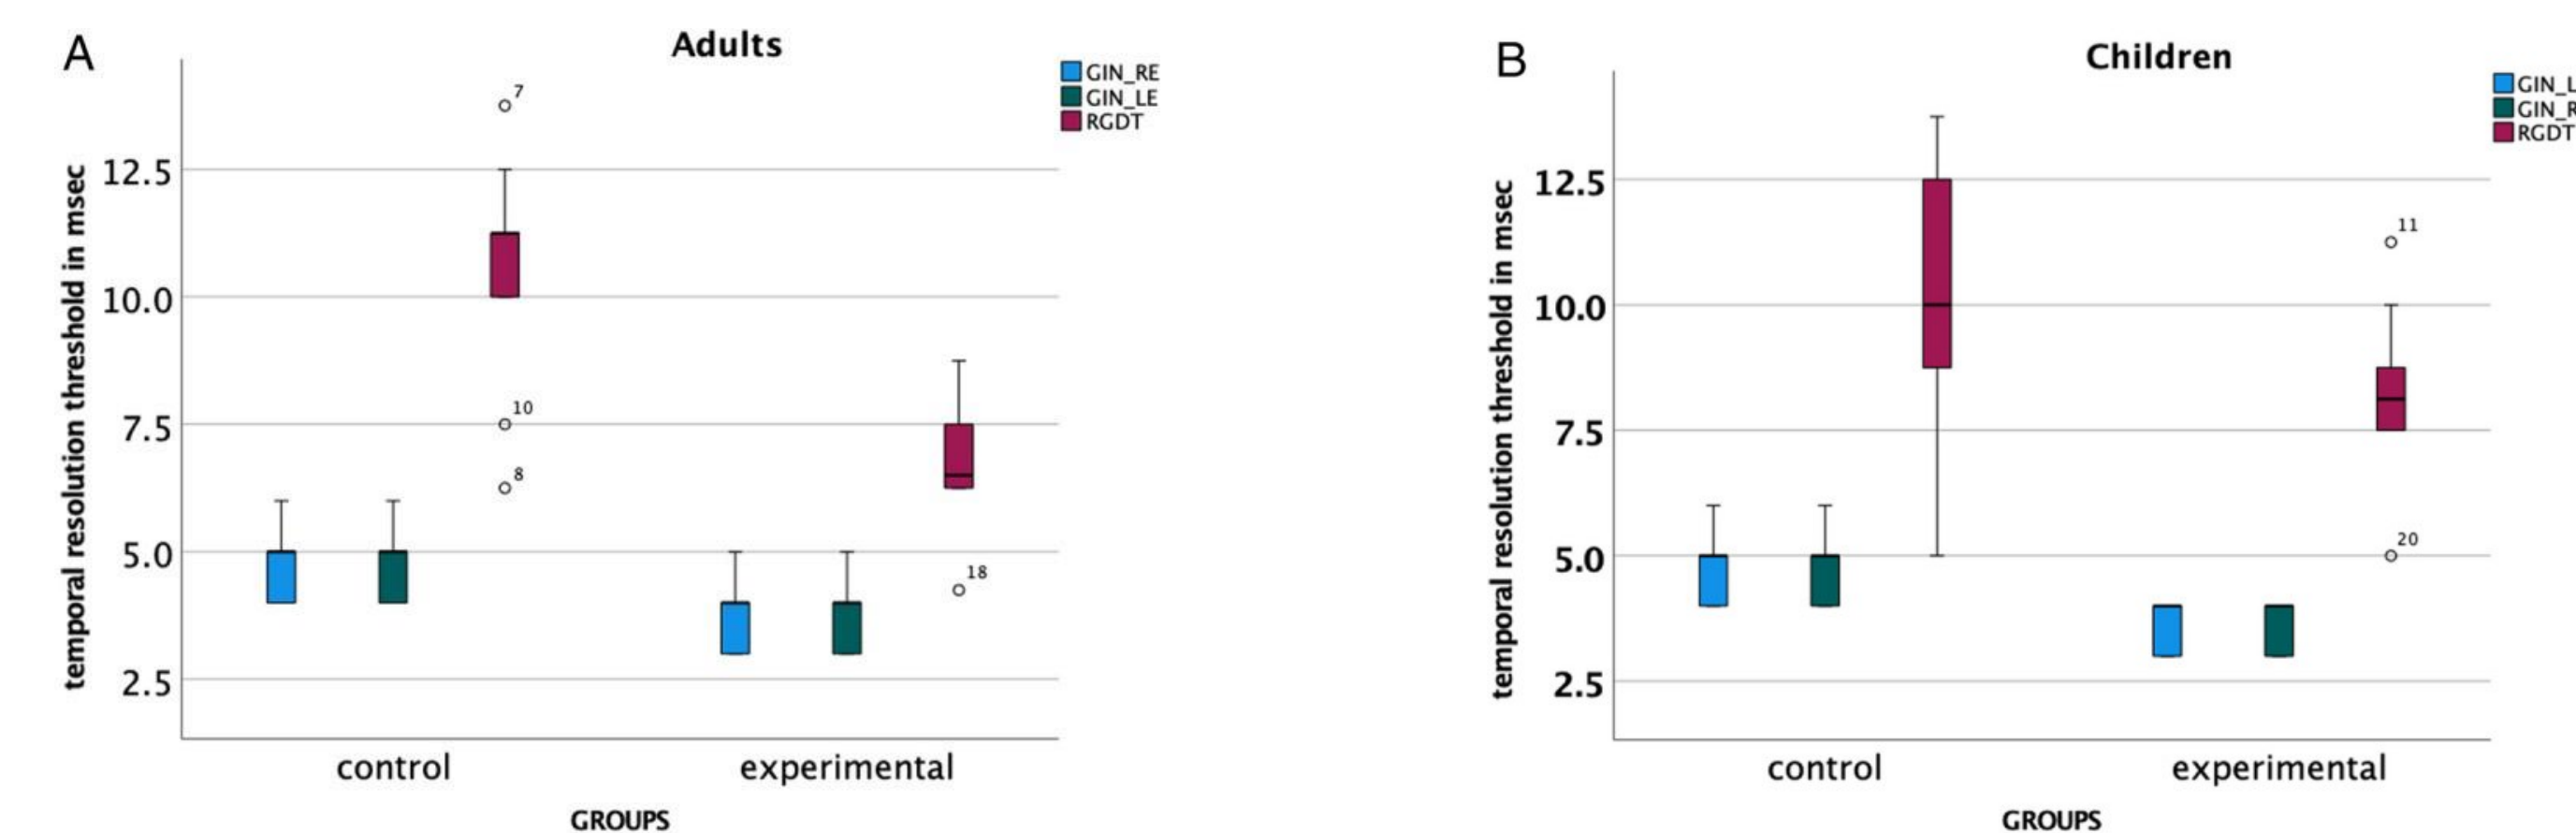 A
Adults
GIN_RE
GIN_LE
RGDT
temporal resolution threshold in msec
12.5
10.0
7.5
5.0
2.5
7
10
8
18
control
experimental
GROUPS
B
Children
GIN_L
GIN_R
RGDT
temporal resolution threshold in msec
12.5
10.0
7.5
5.0
2.5
11
20
control
experimental
GROUPS